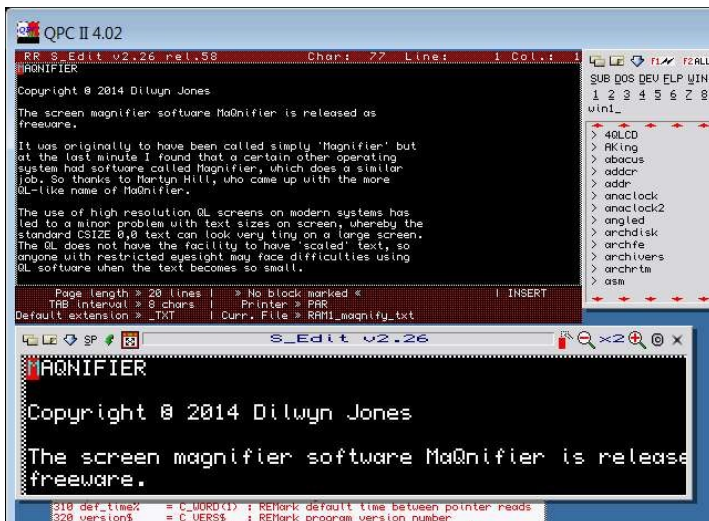 QPC II 4.02
RR S_Edit v2.26 rel.58 Char: 77 Line: 1 Col.: 1
MAQNIFIER
Copyright @ 2014 Dilwyn Jones
The screen magnifier software MaQnifier is released as
freeware.
It was originally to have been called simply 'Magnifier' but
at the last minute I found that a certain other operating
system had software called Magnifier, which does a similar
job. So thanks to Martyn Hill, who came up with the more
QL-like name of MaQnifier.
The use of high resolution QL screens on modern systems has
led to a minor problem with text sizes on screen, whereby the
standard CSIZE 0,0 text can look very tiny on a large screen.
The QL does not have the facility to have 'scaled' text, so
anyone with restricted eyesight may face difficulties using
QL software when the text becomes so small.
Page length » 20 lines | » No block marked « | INSERT
TAB interval » 8 chars | Printer » PAR
Default extension » _TXT | Curr. File » RAM1_maqnify_txt
F1 F2ALL
SUB DOS DEV FLP WIN
1 2 3 4 5 6 7 8
win1_
> 4QLCD
> AKing
> abacus
> addcr
> addr
> anaclock
> anaclock2
> angled
> archdisk
> archfe
> archivers
> archrtm
> asm
SP S_Edit v2.26 ×2
MAQNIFIER
Copyright @ 2014 Dilwyn Jones
The screen magnifier software MaQnifier is release
freeware.
310 def_time% = C_WORD(1) : REMark default time between pointer reads
320 version$ = C_VERS$ : REMark program version number